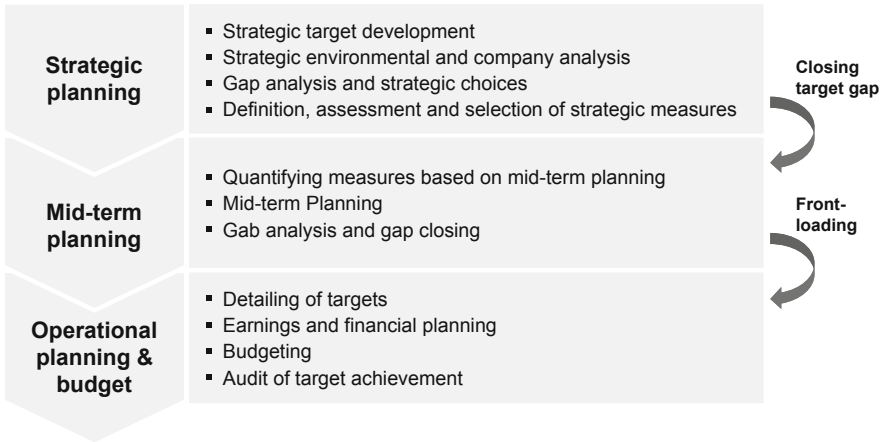 Strategic
planning
▪ Strategic target development
▪ Strategic environmental and company analysis
▪ Gap analysis and strategic choices
▪ Definition, assessment and selection of strategic measures
Closing
target gap
Mid-term
planning
▪ Quantifying measures based on mid-term planning
▪ Mid-term Planning
▪ Gab analysis and gap closing
Front-
loading
Operational
planning &
budget
▪ Detailing of targets
▪ Earnings and financial planning
▪ Budgeting
▪ Audit of target achievement